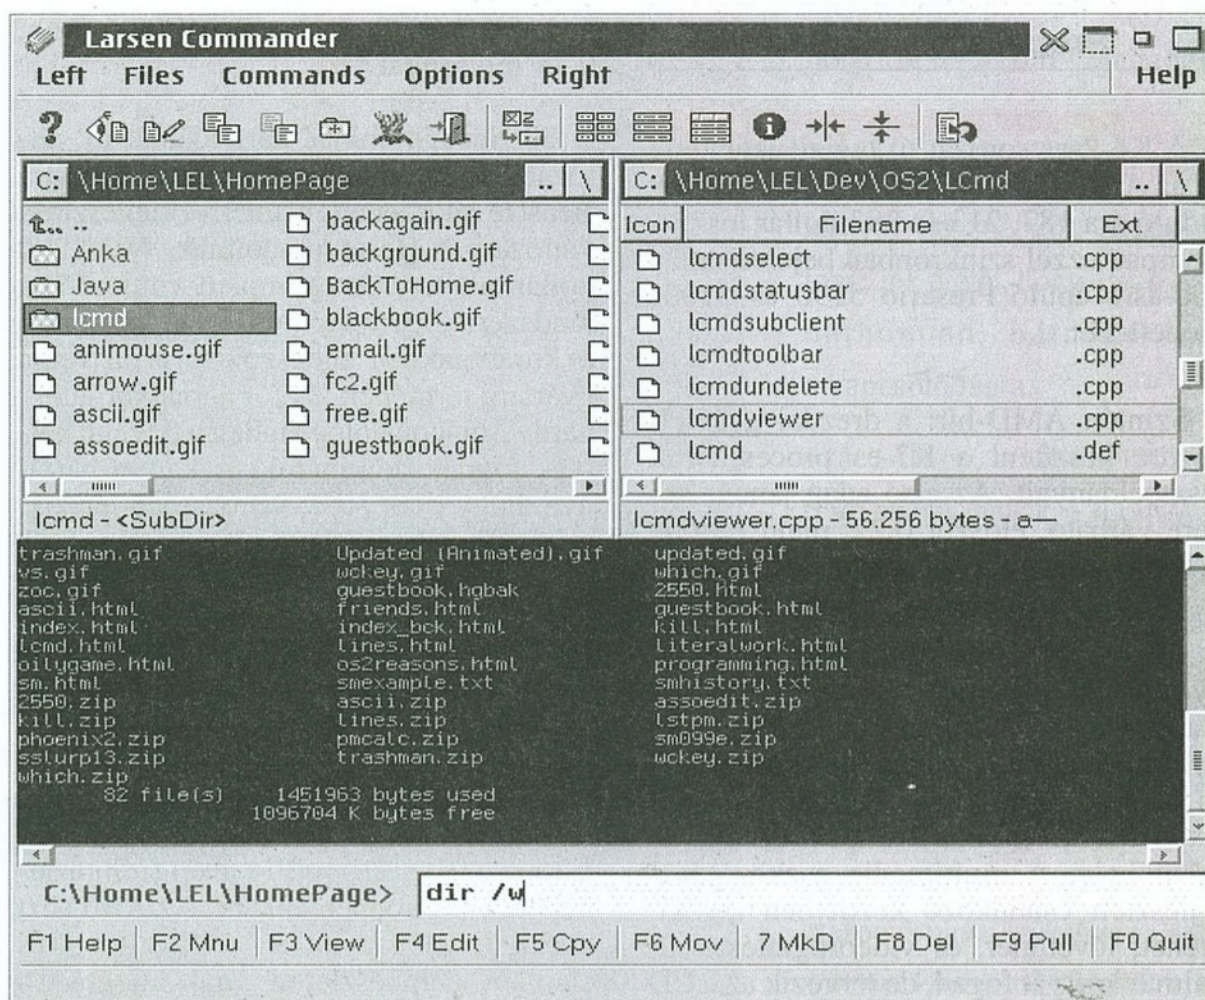 Larsen Commander
Left Files Commands Options Right Help
C: \Home\LEL\HomePage .. \
C: \Home\LEL\Dev\OS2\LCmd .. \
..
Anka
Java
lcmd
animouse.gif
arrow.gif
ascii.gif
assoedit.gif
backagain.gif
background.gif
BackToHome.gif
blackbook.gif
email.gif
fc2.gif
free.gif
guestbook.gif
Icon Filename Ext.
lcmdselect .cpp
lcmdstatusbar .cpp
lcmdsubclient .cpp
lcmdtoolbar .cpp
lcmdundelete .cpp
lcmdviewer .cpp
lcmd .def
lcmd - <SubDir>
lcmdviewer.cpp - 56.256 bytes - a—
trashman.gif Updated (Animated).gif updated.gif
vs.gif wckey.gif which.gif
zoc.gif guestbook.hgbak 2550.html
ascii.html friends.html guestbook.html
index.html index_bck.html kill.html
lcmd.html lines.html literalwork.html
oilygame.html os2reasons.html programming.html
sm.html smexample.txt smhistory.txt
2550.zip ascii.zip assoedit.zip
kill.zip lines.zip lstpm.zip
phoenix2.zip pmcalc.zip sm099e.zip
sslurp13.zip trashman.zip wckey.zip
which.zip
82 file(s) 1451963 bytes used
1096704 K bytes free
C:\Home\LEL\HomePage> dir /w
F1 Help F2 Mnu F3 View F4 Edit F5 Cpy F6 Mov 7 MkD F8 Del F9 Pull F0 Quit